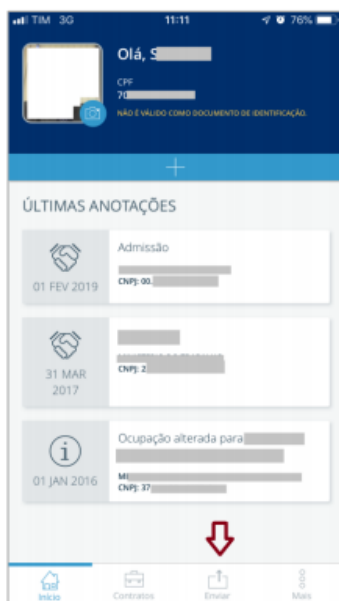 TIM 3G 11:11 76%
Olá, S
CPF
70
NÃO É VÁLIDO COMO DOCUMENTO DE IDENTIFICAÇÃO.
+
ÚLTIMAS ANOTAÇÕES
Admissão
CNPJ: 00.
01 FEV 2019
CNPJ: 2
31 MAR
2017
Ocupação alterada para
MI
CNPJ: 37
01 JAN 2016
Início Contratos Enviar Mais